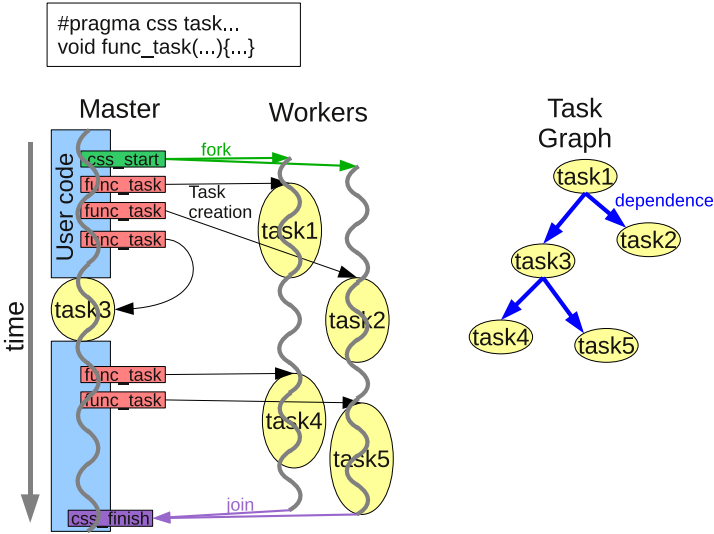 #pragma css task...
void func_task(...){...}
Master
Workers
Task
Graph
time
User code
css_start
fork
func_task
Task
creation
func_task
func_task
task1
task3
task2
func_task
func_task
task4
task5
join
css_finish
task1
dependence
task2
task3
task4
task5